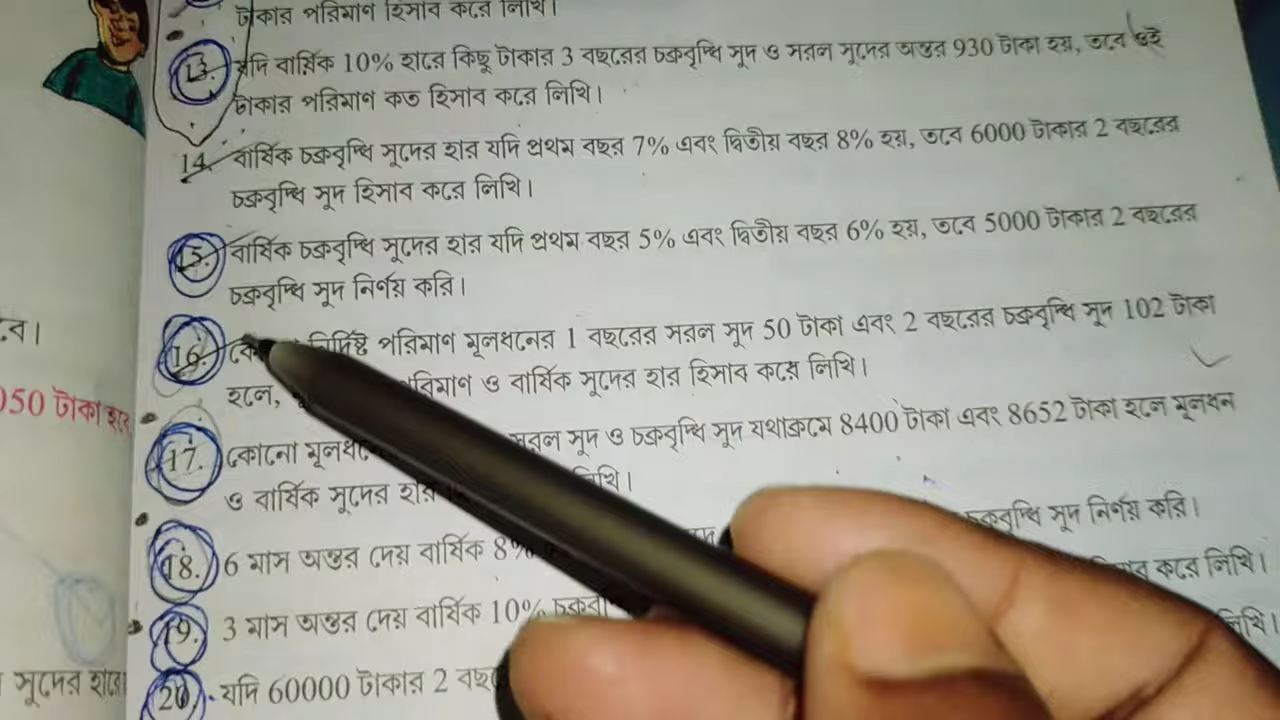 টাকার পরিমাণ হিসাব করে লিখি।
13. যদি বার্ষিক 10% হারে কিছু টাকার 3 বছরের চক্রবৃদ্ধি সুদ ও সরল সুদের অন্তর 930 টাকা হয়, তবে ওই
টাকার পরিমাণ কত হিসাব করে লিখি।
14. বার্ষিক চক্রবৃদ্ধি সুদের হার যদি প্রথম বছর 7% এবং দ্বিতীয় বছর 8% হয়, তবে 6000 টাকার 2 বছরের
চক্রবৃদ্ধি সুদ হিসাব করে লিখি।
15. বার্ষিক চক্রবৃদ্ধি সুদের হার যদি প্রথম বছর 5% এবং দ্বিতীয় বছর 6% হয়, তবে 5000 টাকার 2 বছরের
চক্রবৃদ্ধি সুদ নির্ণয় করি।
16. নির্দিষ্ট পরিমাণ মূলধনের 1 বছরের সরল সুদ 50 টাকা এবং 2 বছরের চক্রবৃদ্ধি সুদ 102 টাকা
হলে, পরিমাণ ও বার্ষিক সুদের হার হিসাব করে লিখি।
17. কোনো সরল সুদ ও চক্রবৃদ্ধি সুদ যথাক্রমে 8400 টাকা এবং 8652 টাকা হলে মূলধন
ও বার্ষিক সুদের হার লিখি।
18. 6 মাস অন্তর দেয় বার্ষিক 8% চক্রবৃদ্ধি সুদ নির্ণয় করি।
19. 3 মাস অন্তর দেয় বার্ষিক 10% করে লিখি।
20. যদি 60000 টাকার 2 লিখি।
বে।
050 টাকা হবে
সুদের হারে